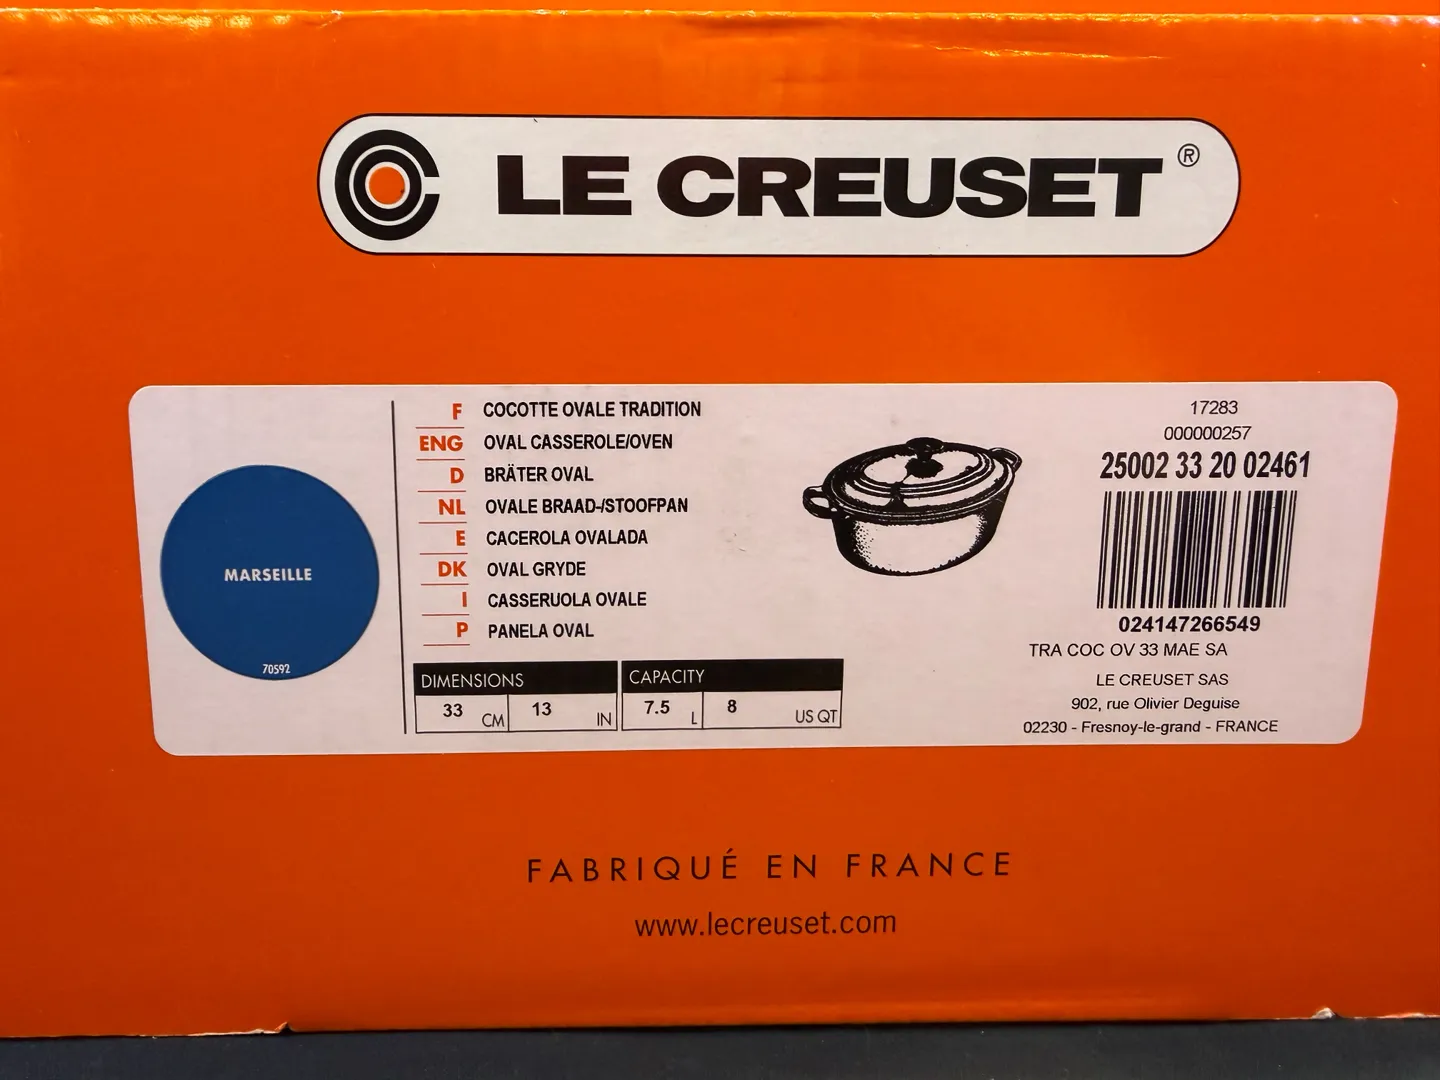 LE CREUSET ®
F COCOTTE OVALE TRADITION
ENG OVAL CASSEROLE/OVEN
D BRÄTER OVAL
NL OVALE BRAAD-/STOOFPAN
E CACEROLA OVALADA
DK OVAL GRYDE
I CASSERUOLA OVALE
P PANELA OVAL
MARSEILLE
70592
DIMENSIONS
33 CM 13 IN
CAPACITY
7.5 L 8 US QT
17283
000000257
25002 33 20 02461
024147266549
TRA COC OV 33 MAE SA
LE CREUSET SAS
902, rue Olivier Deguise
02230 - Fresnoy-le-grand - FRANCE
FABRIQUÉ EN FRANCE
www.lecreuset.com